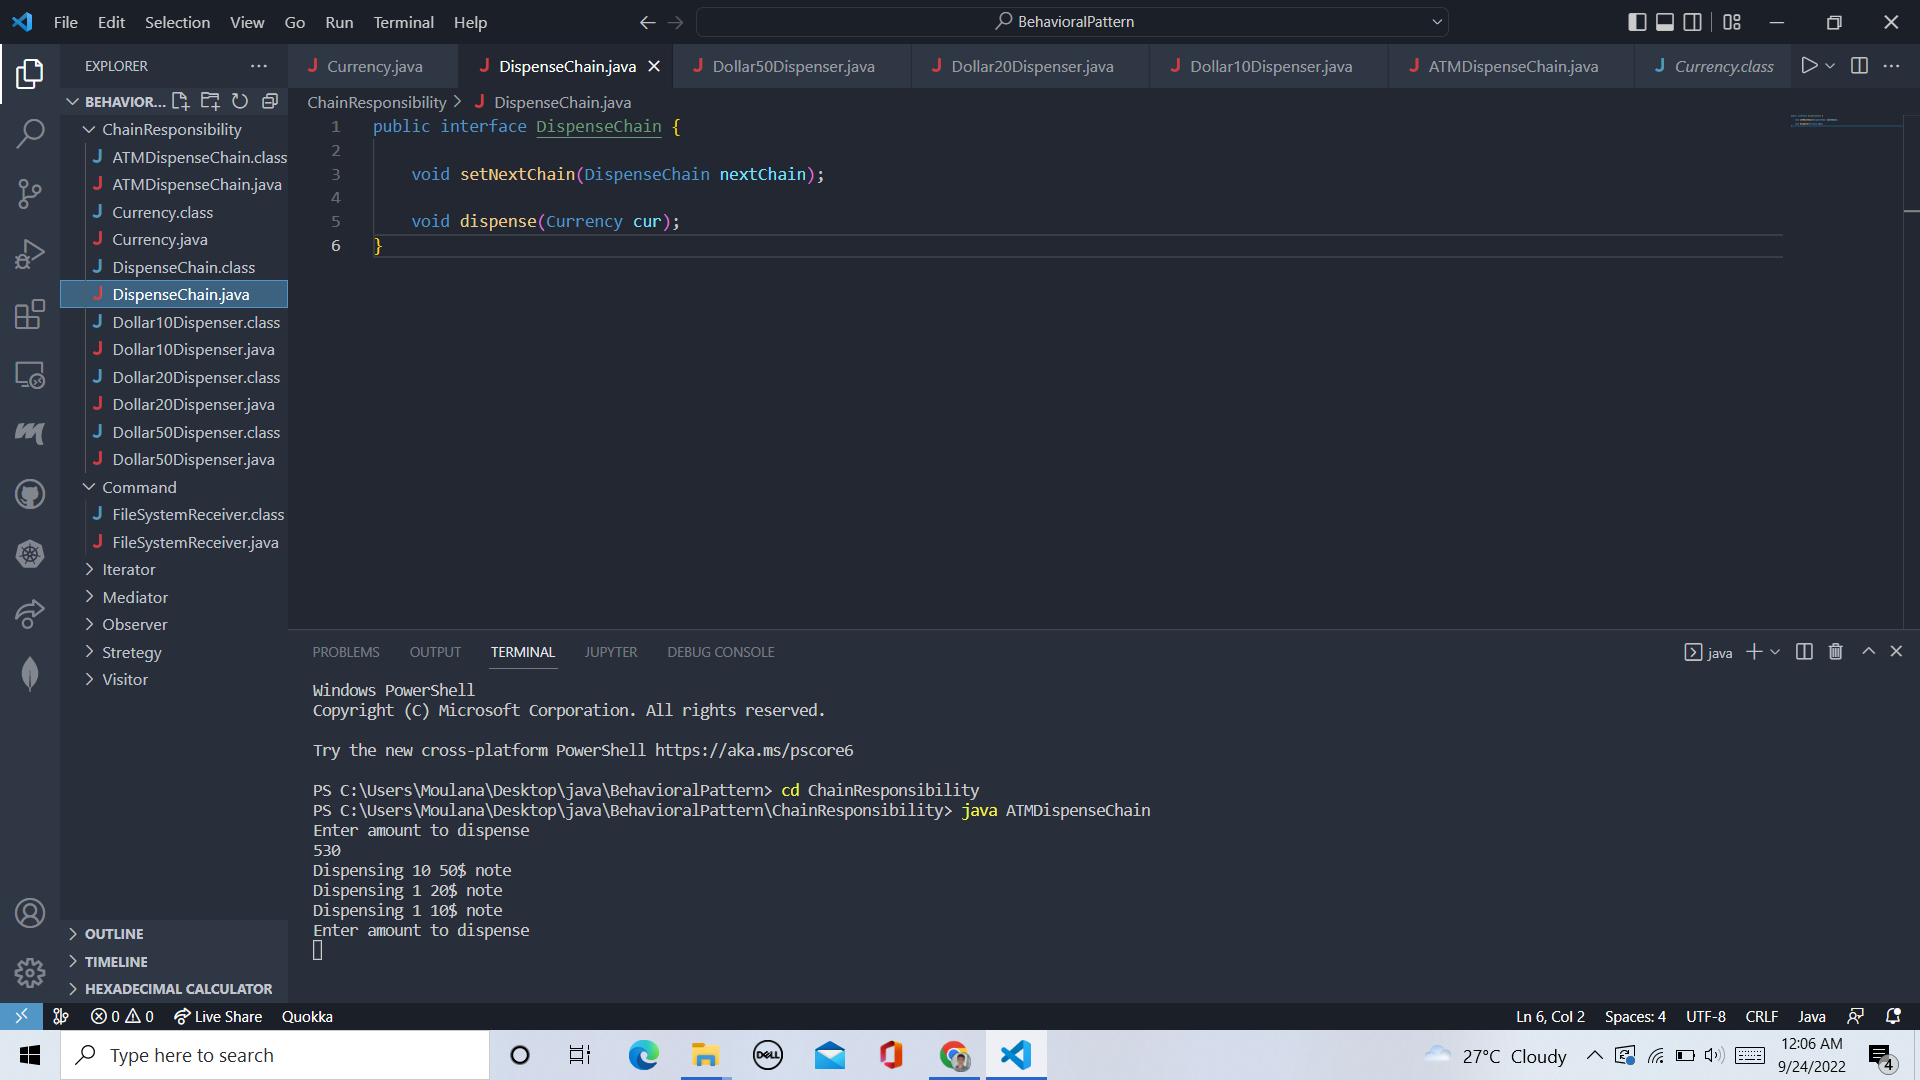 File Edit Selection View Go Run Terminal Help
BehavioralPattern
EXPLORER
Currency.java
DispenseChain.java
Dollar50Dispenser.java
Dollar20Dispenser.java
Dollar10Dispenser.java
ATMDispenseChain.java
Currency.class
BEHAVIOR...
ChainResponsibility
ATMDispenseChain.class
ATMDispenseChain.java
Currency.class
Currency.java
DispenseChain.class
DispenseChain.java
Dollar10Dispenser.class
Dollar10Dispenser.java
Dollar20Dispenser.class
Dollar20Dispenser.java
Dollar50Dispenser.class
Dollar50Dispenser.java
Command
FileSystemReceiver.class
FileSystemReceiver.java
Iterator
Mediator
Observer
Stretegy
Visitor
OUTLINE
TIMELINE
HEXADECIMAL CALCULATOR
ChainResponsibility > DispenseChain.java
1 public interface DispenseChain {
2
3 void setNextChain(DispenseChain nextChain);
4
5 void dispense(Currency cur);
6 }
PROBLEMS OUTPUT TERMINAL JUPYTER DEBUG CONSOLE
java
Windows PowerShell
Copyright (C) Microsoft Corporation. All rights reserved.
Try the new cross-platform PowerShell https://aka.ms/pscore6
PS C:\Users\Moulana\Desktop\java\BehavioralPattern> cd ChainResponsibility
PS C:\Users\Moulana\Desktop\java\BehavioralPattern\ChainResponsibility> java ATMDispenseChain
Enter amount to dispense
530
Dispensing 10 50$ note
Dispensing 1 20$ note
Dispensing 1 10$ note
Enter amount to dispense
0 0 Live Share Quokka
Ln 6, Col 2 Spaces: 4 UTF-8 CRLF Java
Type here to search
DELL
27°C Cloudy
12:06 AM
9/24/2022
4